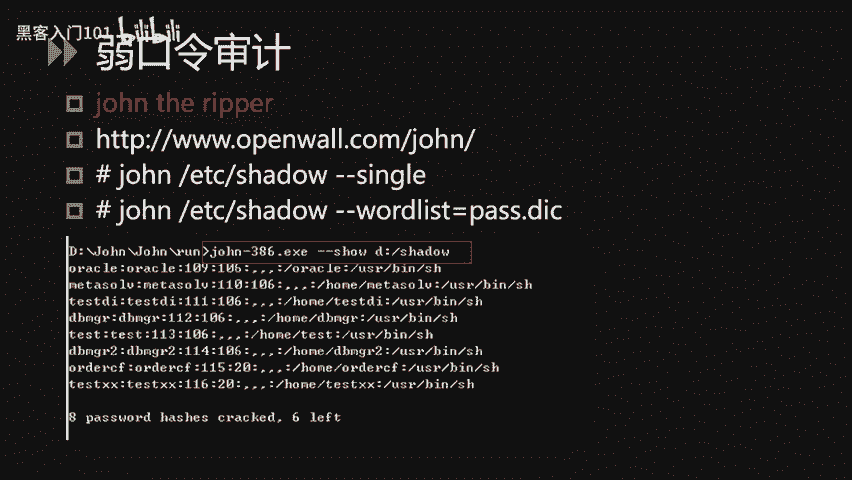 黑客入门101 bilibili
弱口令审计
john the ripper
http://www.openwall.com/john/
# john /etc/shadow --single
# john /etc/shadow --wordlist=pass.dic
D:\John\John\run>john-386.exe --show d:/shadow
oracle:oracle:109:106:,,,:/oracle:/usr/bin/sh
metasolv:metasolv:110:106:,,,:/home/metasolv:/usr/bin/sh
testdi:testdi:111:106:,,,:/home/testdi:/usr/bin/sh
dbmgr:dbmgr:112:106:,,,:/home/dbmgr:/usr/bin/sh
test:test:113:106:,,,:/home/test:/usr/bin/sh
dbmgr2:dbmgr2:114:106:,,,:/home/dbmgr2:/usr/bin/sh
ordercf:ordercf:115:20:,,,:/home/ordercf:/usr/bin/sh
testxx:testxx:116:20:,,,:/home/testxx:/usr/bin/sh
8 password hashes cracked, 6 left